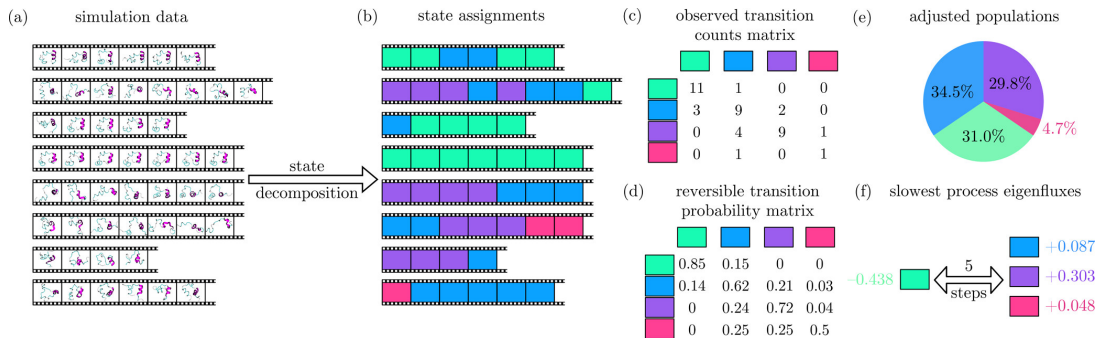 (a) simulation data
state
decomposition
(b) state assignments
(c) observed transition
counts matrix
11 1 0 0
3 9 2 0
0 4 9 1
0 1 0 1
(d) reversible transition
probability matrix
0.85 0.15 0 0
0.14 0.62 0.21 0.03
0 0.24 0.72 0.04
0 0.25 0.25 0.5
(e) adjusted populations
34.5% 29.8%
31.0% 4.7%
(f) slowest process eigenfluxes
−0.438
5
steps
+0.087
+0.303
+0.048